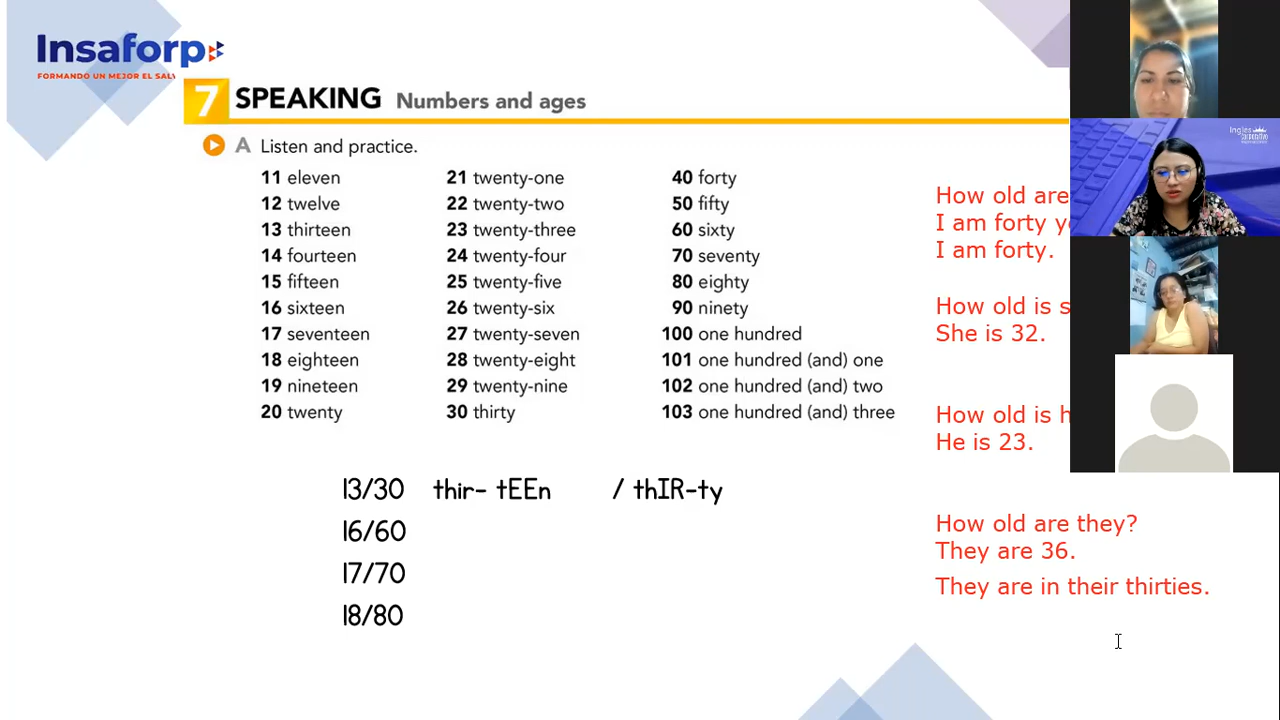 Insaforp
FORMANDO UN MEJOR EL SALV
7 SPEAKING Numbers and ages
A Listen and practice.
11 eleven
12 twelve
13 thirteen
14 fourteen
15 fifteen
16 sixteen
17 seventeen
18 eighteen
19 nineteen
20 twenty
21 twenty-one
22 twenty-two
23 twenty-three
24 twenty-four
25 twenty-five
26 twenty-six
27 twenty-seven
28 twenty-eight
29 twenty-nine
30 thirty
40 forty
50 fifty
60 sixty
70 seventy
80 eighty
90 ninety
100 one hundred
101 one hundred (and) one
102 one hundred (and) two
103 one hundred (and) three
13/30 thir- tEEn / thIR-ty
16/60
17/70
18/80
How old are
I am forty
I am forty.
How old is
She is 32.
How old is
He is 23.
How old are they?
They are 36.
They are in their thirties.
Ingles